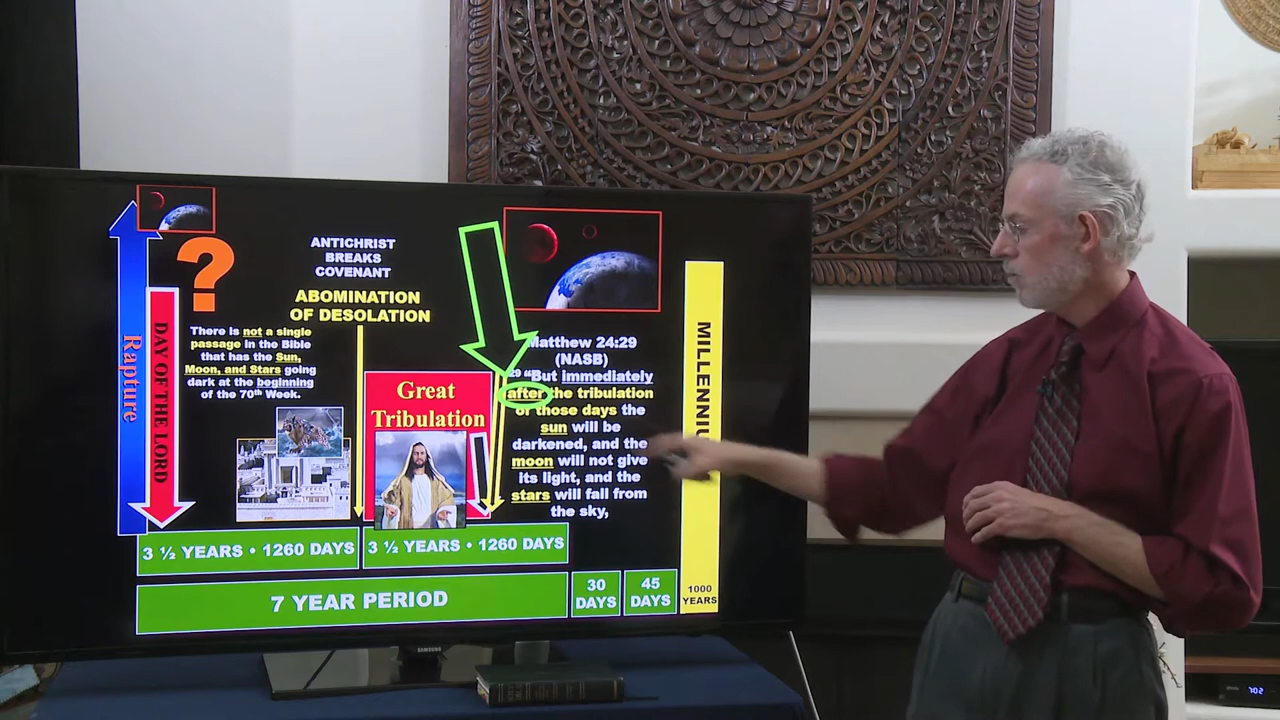 ?
ANTICHRIST
BREAKS
COVENANT
ABOMINATION
OF DESOLATION
Rapture
DAY OF THE LORD
There is not a single
passage in the Bible
that has the Sun,
Moon, and Stars going
dark at the beginning
of the 70th Week.
Great
Tribulation
Matthew 24:29
(NASB)
29 “But immediately
after the tribulation
of those days the
sun will be
darkened, and the
moon will not give
its light, and the
stars will fall from
the sky,
3 ½ YEARS • 1260 DAYS
3 ½ YEARS • 1260 DAYS
7 YEAR PERIOD
30
DAYS
45
DAYS
1000
YEARS
SAMSUNG
702